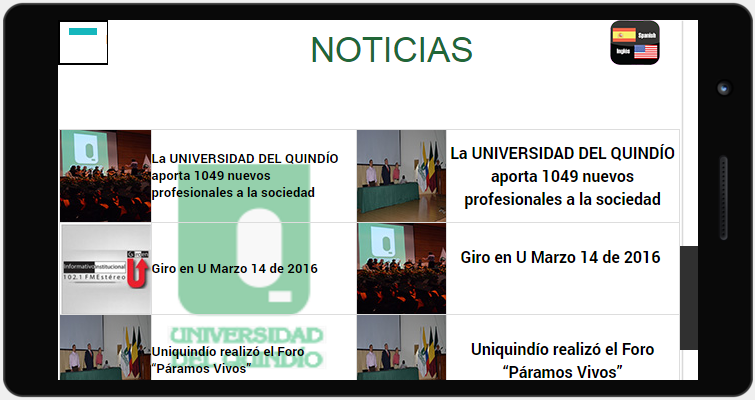 NOTICIAS
Spanish
Inglés
La UNIVERSIDAD DEL QUINDÍO
aporta 1049 nuevos
profesionales a la sociedad
La UNIVERSIDAD DEL QUINDÍO
aporta 1049 nuevos
profesionales a la sociedad
Informativo Institucional
102.1 FM Estéreo
Giro en U Marzo 14 de 2016
Giro en U Marzo 14 de 2016
UNIVERSIDAD
DEL QUINDÍO
Uniquindío realizó el Foro
“Páramos Vivos”
Uniquindío realizó el Foro
“Páramos Vivos”